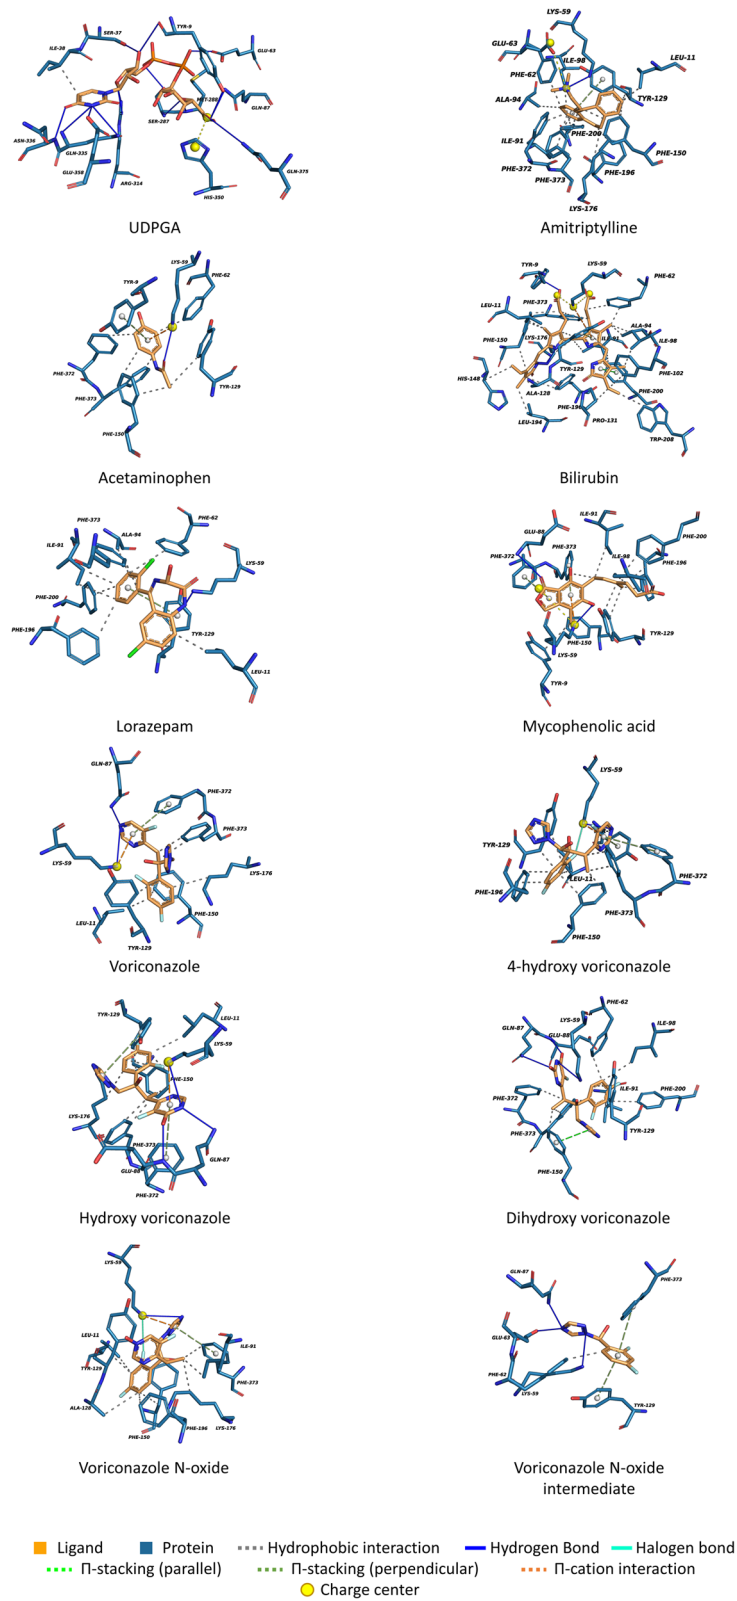 SER-37
TYR-9
ILE-38
GLU-63
MET-288
GLN-87
SER-287
ASN-336
GLN-335
GLU-358
GLN-375
ARG-314
HIS-350
UDPGA
LYS-59
GLU-63
ILE-98
LEU-11
PHE-62
ALA-94
TYR-129
PHE-200
ILE-91
PHE-150
PHE-372
PHE-196
PHE-373
LYS-176
Amitriptylline
LYS-59
PHE-62
TYR-9
PHE-372
TYR-129
PHE-373
PHE-150
Acetaminophen
TYR-9
LYS-59
PHE-62
LEU-11
PHE-373
ALA-94
LYS-176
ILE-91
ILE-98
PHE-150
TYR-129
PHE-102
HIS-148
ALA-128
PHE-200
PHE-196
PRO-131
LEU-194
TRP-208
Bilirubin
PHE-373
PHE-62
ALA-94
ILE-91
LYS-59
PHE-200
PHE-196
TYR-129
LEU-11
Lorazepam
ILE-91
GLU-88
PHE-200
PHE-373
PHE-372
ILE-98
PHE-196
PHE-150
TYR-129
LYS-59
TYR-9
Mycophenolic acid
GLN-87
PHE-372
PHE-373
LYS-59
LYS-176
PHE-150
LEU-11
TYR-129
Voriconazole
LYS-59
TYR-129
LEU-11
PHE-372
PHE-196
PHE-373
PHE-150
4-hydroxy voriconazole
TYR-129
LEU-11
LYS-59
PHE-150
LYS-176
PHE-373
GLU-88
GLN-87
PHE-372
Hydroxy voriconazole
PHE-62
LYS-59
GLN-87
ILE-98
GLU-88
ILE-91
PHE-200
PHE-372
TYR-129
PHE-373
PHE-150
Dihydroxy voriconazole
LYS-59
LEU-11
ILE-91
TYR-129
PHE-373
ALA-128
PHE-196
LYS-176
PHE-150
Voriconazole N-oxide
GLN-87
PHE-373
GLU-63
PHE-62
LYS-59
TYR-129
Voriconazole N-oxide
intermediate
Ligand Protein Hydrophobic interaction Hydrogen Bond Halogen bond
Π-stacking (parallel) Π-stacking (perpendicular) Π-cation interaction
Charge center